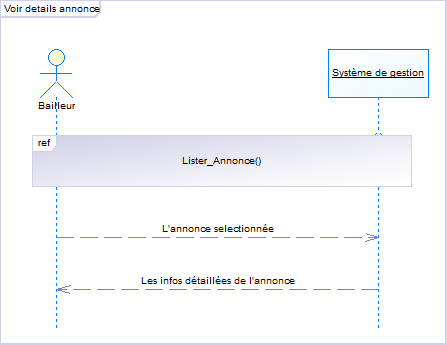 Voir details annonce
Bailleur
Système de gestion
ref
Lister_Annonce()
L'annonce selectionnée
Les infos détaillées de l'annonce